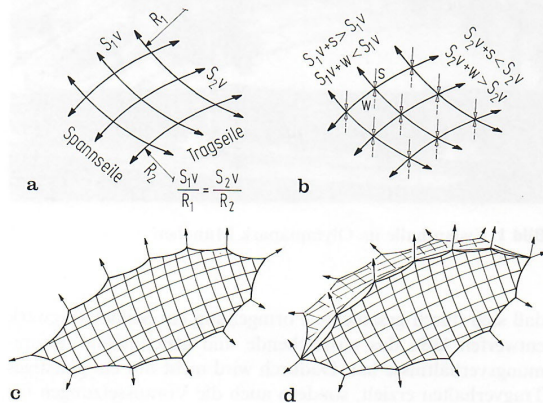 R₁
S₁v
S₂v
Spannseile
Tragseile
R₂
S₁v/R₁ = S₂v/R₂
a
S₁v+s>S₁v
S₁v+w<S₁v
S₂v+s<S₂v
S₂v+w>S₂v
s
w
b
c
d